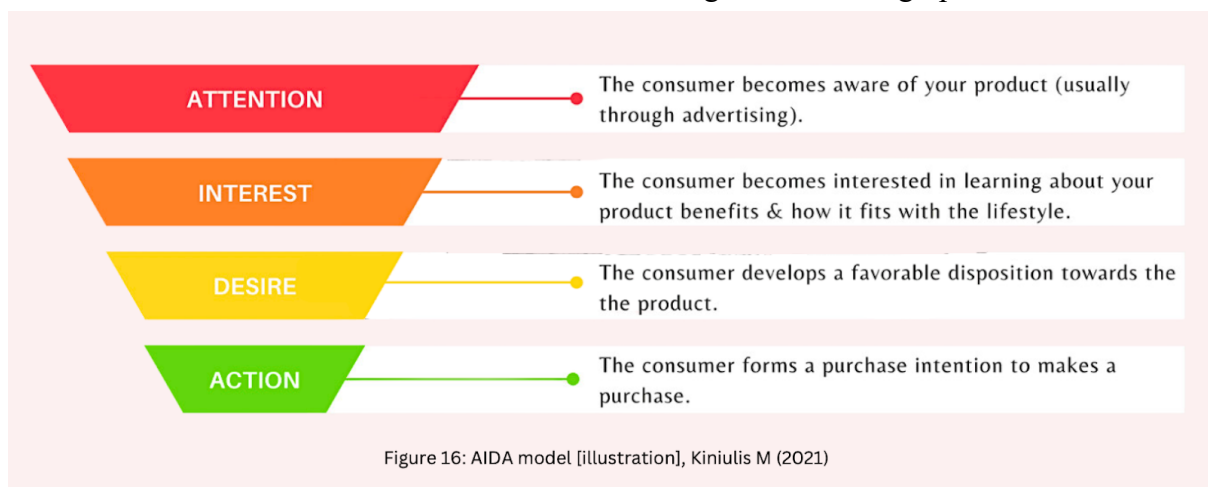 ATTENTION
The consumer becomes aware of your product (usually
through advertising).
INTEREST
The consumer becomes interested in learning about your
product benefits & how it fits with the lifestyle.
DESIRE
The consumer develops a favorable disposition towards the
the product.
ACTION
The consumer forms a purchase intention to makes a
purchase.
Figure 16: AIDA model [illustration], Kiniulis M (2021)